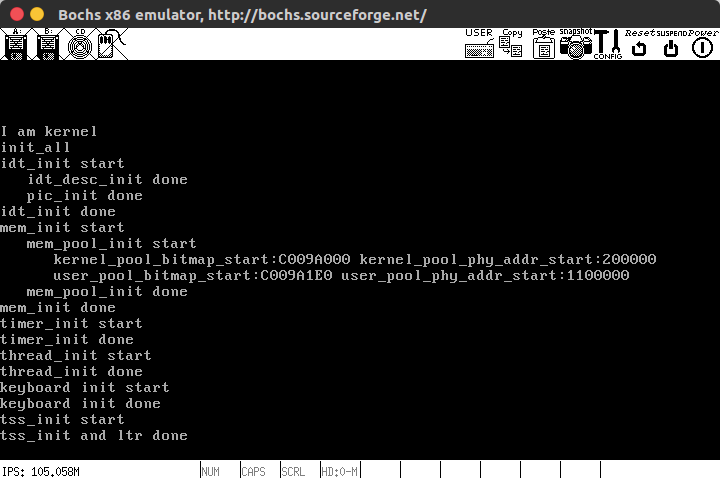 Bochs x86 emulator, http://bochs.sourceforge.net/
A: B: CD USER Copy Paste snapshot CONFIG Reset SUSPEND Power
I am kernel
init_all
idt_init start
   idt_desc_init done
   pic_init done
idt_init done
mem_init start
   mem_pool_init start
      kernel_pool_bitmap_start:C009A000 kernel_pool_phy_addr_start:200000
      user_pool_bitmap_start:C009A1E0 user_pool_phy_addr_start:1100000
   mem_pool_init done
mem_init done
timer_init start
timer_init done
thread_init start
thread_init done
keyboard init start
keyboard init done
tss_init start
tss_init and ltr done
IPS: 105.058M NUM CAPS SCRL HD:0-M